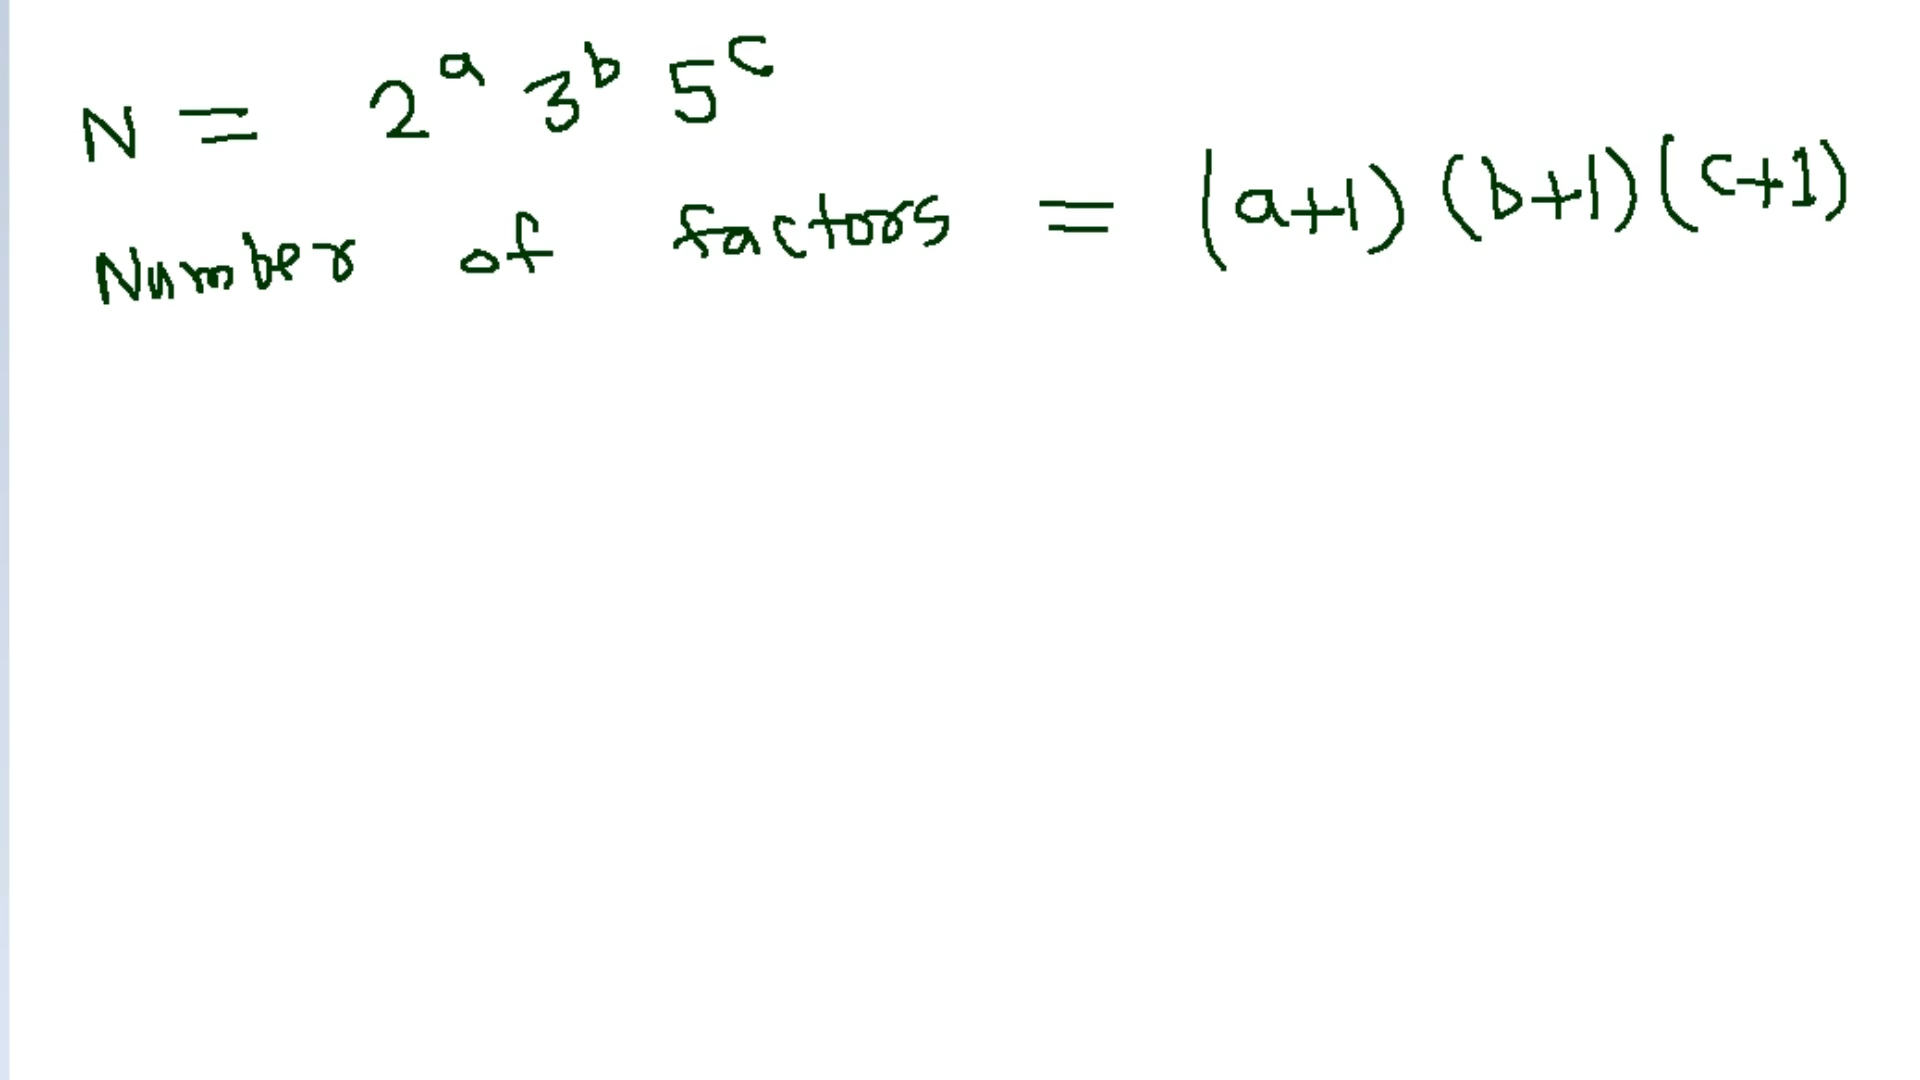 N = 2^a 3^b 5^c
Number of factors = (a+1) (b+1) (c+1)